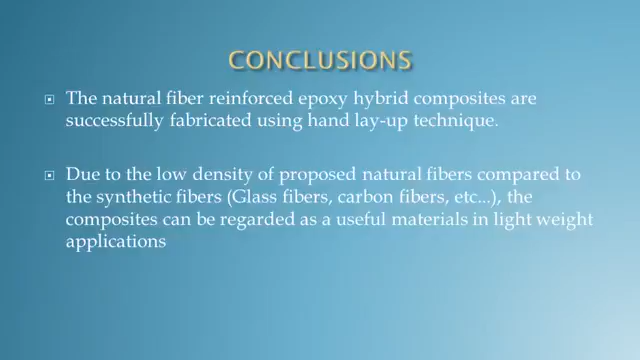 CONCLUSIONS
The natural fiber reinforced epoxy hybrid composites are
successfully fabricated using hand lay-up technique.
Due to the low density of proposed natural fibers compared to
the synthetic fibers (Glass fibers, carbon fibers, etc...), the
composites can be regarded as a useful materials in light weight
applications